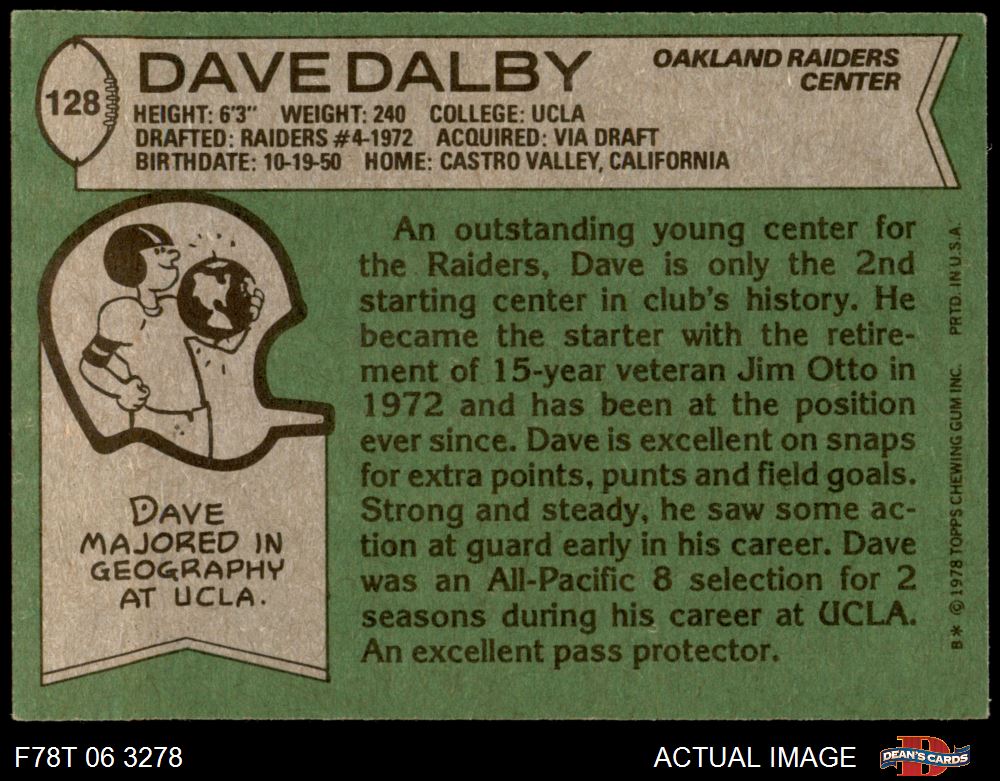 128
DAVE DALBY
OAKLAND RAIDERS
CENTER
HEIGHT: 6'3" WEIGHT: 240 COLLEGE: UCLA
DRAFTED: RAIDERS #4-1972 ACQUIRED: VIA DRAFT
BIRTHDATE: 10-19-50 HOME: CASTRO VALLEY, CALIFORNIA
DAVE
MAJORED IN
GEOGRAPHY
AT UCLA.
An outstanding young center for
the Raiders, Dave is only the 2nd
starting center in club's history. He
became the starter with the retire-
ment of 15-year veteran Jim Otto in
1972 and has been at the position
ever since. Dave is excellent on snaps
for extra points, punts and field goals.
Strong and steady, he saw some ac-
tion at guard early in his career. Dave
was an All-Pacific 8 selection for 2
seasons during his career at UCLA.
An excellent pass protector.
B* © 1978 TOPPS CHEWING GUM INC. PRTD. IN U.S.A.
F78T 06 3278
ACTUAL IMAGE
DEAN'S CARDS